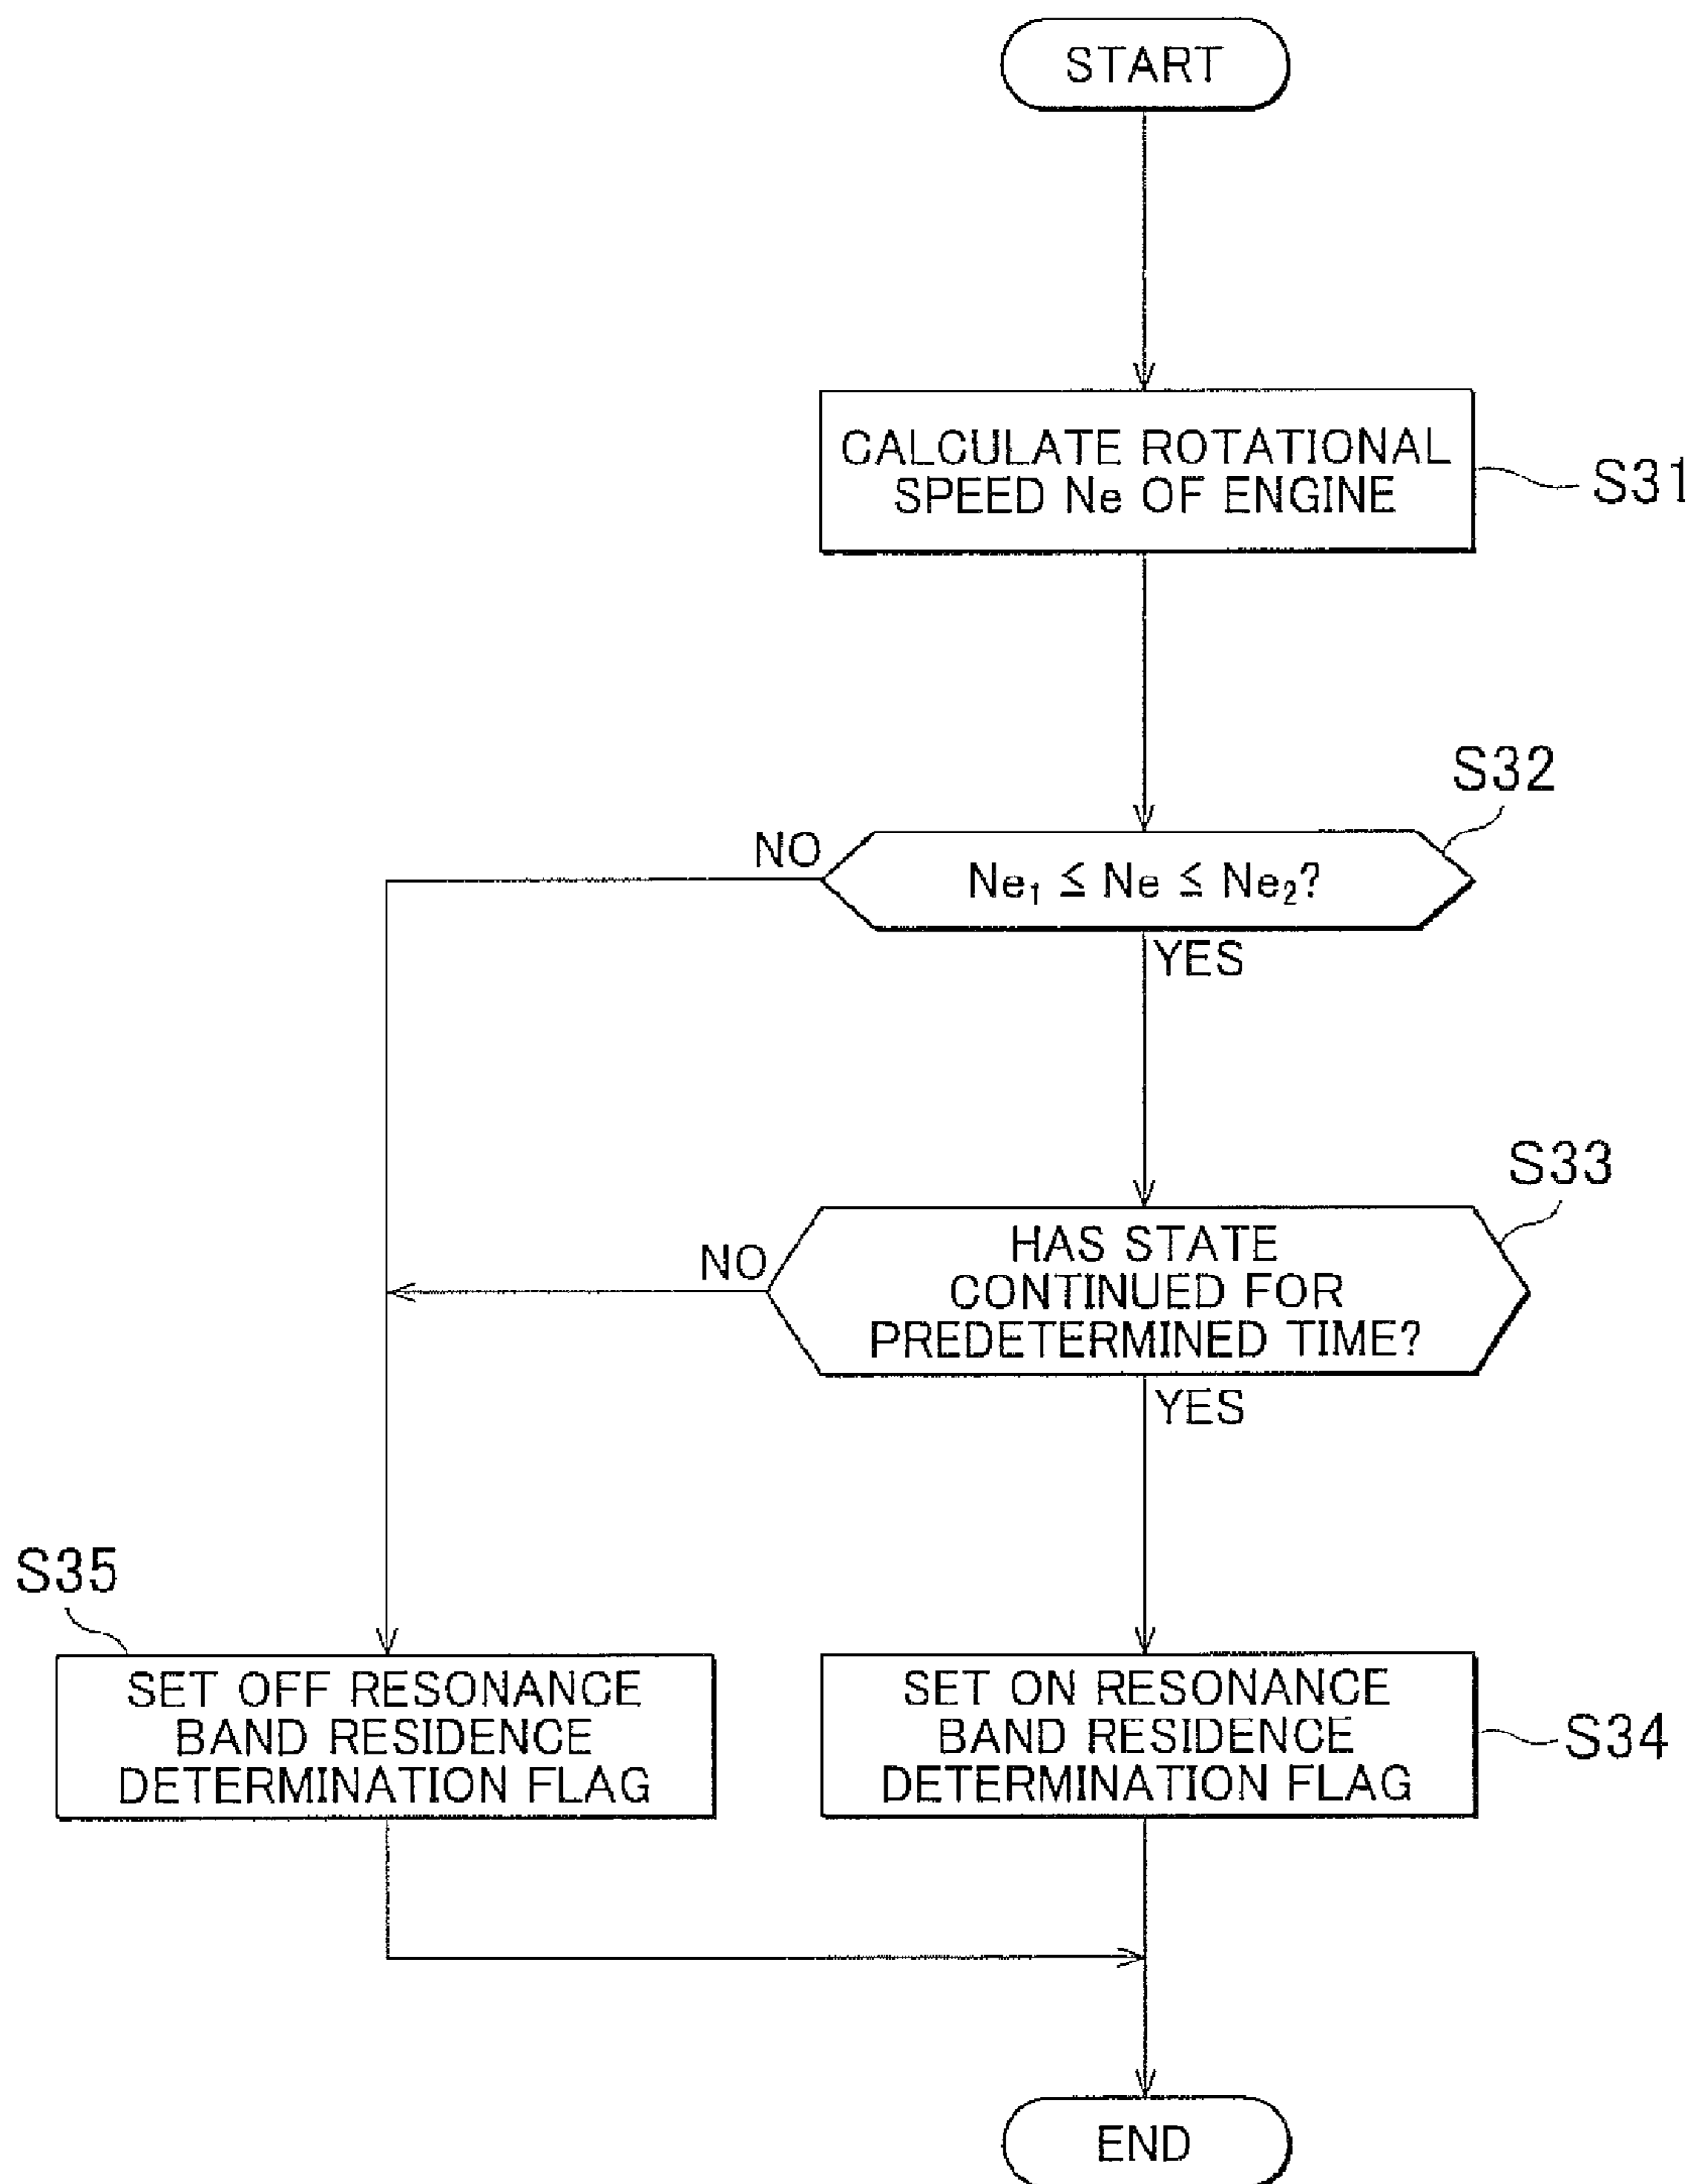 START
CALCULATE ROTATIONAL
SPEED Ne OF ENGINE
S31
S32
NO
Ne₁ ≦ Ne ≦ Ne₂?
YES
S33
NO
HAS STATE
CONTINUED FOR
PREDETERMINED TIME?
YES
S35
SET OFF RESONANCE
BAND RESIDENCE
DETERMINATION FLAG
SET ON RESONANCE
BAND RESIDENCE
DETERMINATION FLAG
S34
END